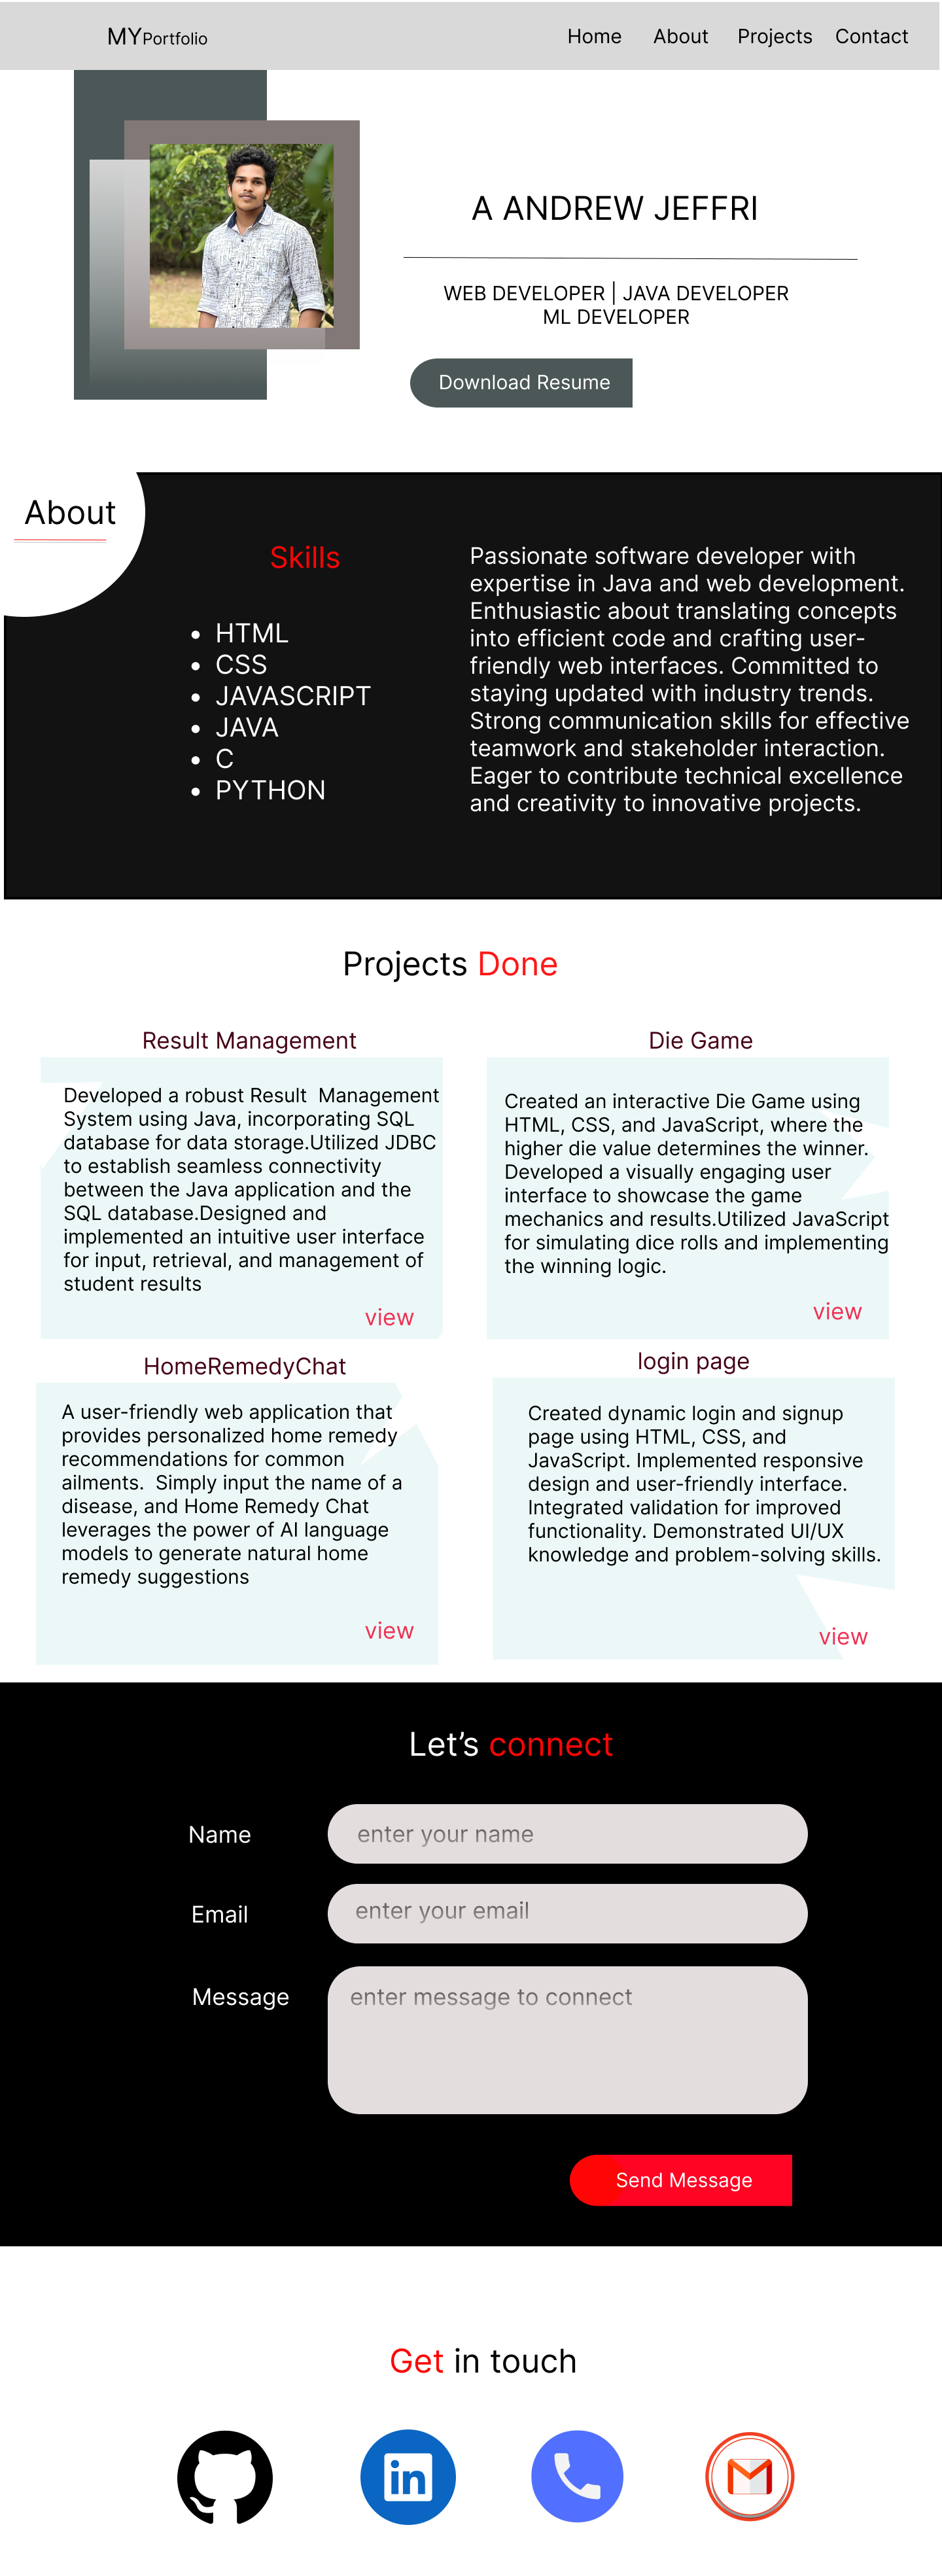 MYPortfolio
Home About Projects Contact
A ANDREW JEFFRI
WEB DEVELOPER | JAVA DEVELOPER
ML DEVELOPER
Download Resume
About
Skills
• HTML
• CSS
• JAVASCRIPT
• JAVA
• C
• PYTHON
Passionate software developer with
expertise in Java and web development.
Enthusiastic about translating concepts
into efficient code and crafting user-
friendly web interfaces. Committed to
staying updated with industry trends.
Strong communication skills for effective
teamwork and stakeholder interaction.
Eager to contribute technical excellence
and creativity to innovative projects.
Projects Done
Result Management
Developed a robust Result  Management
System using Java, incorporating SQL
database for data storage.Utilized JDBC
to establish seamless connectivity
between the Java application and the
SQL database.Designed and
implemented an intuitive user interface
for input, retrieval, and management of
student results
view
Die Game
Created an interactive Die Game using
HTML, CSS, and JavaScript, where the
higher die value determines the winner.
Developed a visually engaging user
interface to showcase the game
mechanics and results.Utilized JavaScript
for simulating dice rolls and implementing
the winning logic.
view
HomeRemedyChat
A user-friendly web application that
provides personalized home remedy
recommendations for common
ailments.  Simply input the name of a
disease, and Home Remedy Chat
leverages the power of AI language
models to generate natural home
remedy suggestions
view
login page
Created dynamic login and signup
page using HTML, CSS, and
JavaScript. Implemented responsive
design and user-friendly interface.
Integrated validation for improved
functionality. Demonstrated UI/UX
knowledge and problem-solving skills.
view
Let’s connect
Name
enter your name
Email
enter your email
Message
enter message to connect
Send Message
Get in touch
in